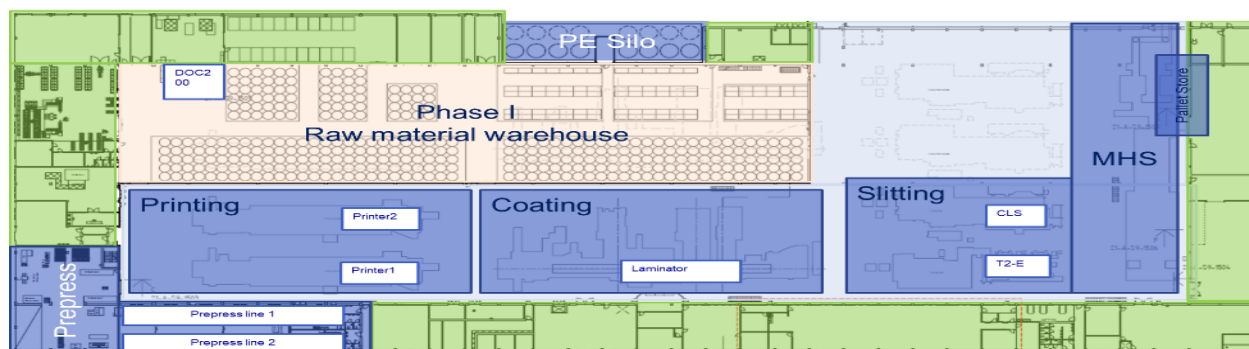 PE Silo
DOC2
00
Phase I
Raw material warehouse
Pallet Store
MHS
Printing
Printer2
Printer1
Coating
Laminator
Slitting
CLS
T2-E
Prepress
Prepress line 1
Prepress line 2